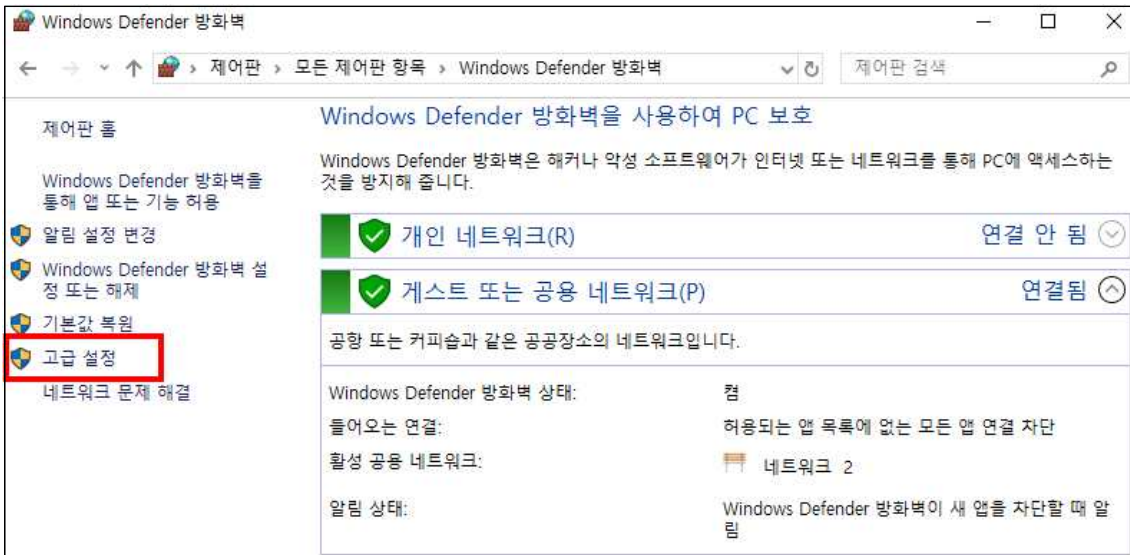 Windows Defender 방화벽
제어판 › 모든 제어판 항목 › Windows Defender 방화벽
제어판 검색
제어판 홈
Windows Defender 방화벽을
통해 앱 또는 기능 허용
알림 설정 변경
Windows Defender 방화벽 설
정 또는 해제
기본값 복원
고급 설정
네트워크 문제 해결
Windows Defender 방화벽을 사용하여 PC 보호
Windows Defender 방화벽은 해커나 악성 소프트웨어가 인터넷 또는 네트워크를 통해 PC에 액세스하는
것을 방지해 줍니다.
개인 네트워크(R) 연결 안 됨
게스트 또는 공용 네트워크(P) 연결됨
공항 또는 커피숍과 같은 공공장소의 네트워크입니다.
Windows Defender 방화벽 상태: 켬
들어오는 연결: 허용되는 앱 목록에 없는 모든 앱 연결 차단
활성 공용 네트워크: 네트워크 2
알림 상태: Windows Defender 방화벽이 새 앱을 차단할 때 알
림